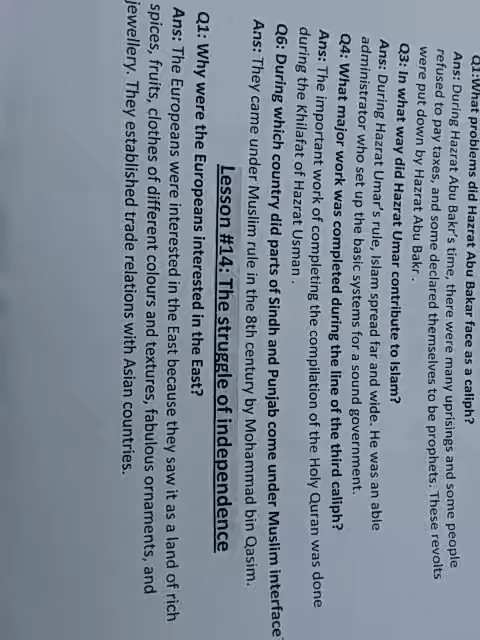 Q1:What problems did Hazrat Abu Bakar face as a caliph?
Ans: During Hazrat Abu Bakr's time, there were many uprisings and some people
refused to pay taxes, and some declared themselves to be prophets. These revolts
were put down by Hazrat Abu Bakr .
Q3: In what way did Hazrat Umar contribute to Islam?
Ans: During Hazrat Umar's rule, Islam spread far and wide. He was an able
administrator who set up the basic systems for a sound government.
Q4: What major work was completed during the line of the third caliph?
Ans: The important work of completing the compilation of the Holy Quran was done
during the Khilafat of Hazrat Usman .
Q6: During which country did parts of Sindh and Punjab come under Muslim interface
Ans: They came under Muslim rule in the 8th century by Mohammad bin Qasim.
Lesson #14: The struggle of independence
Q1: Why were the Europeans interested in the East?
Ans: The Europeans were interested in the East because they saw it as a land of rich
spices, fruits, clothes of different colours and textures, fabulous ornaments, and
jewellery. They established trade relations with Asian countries.